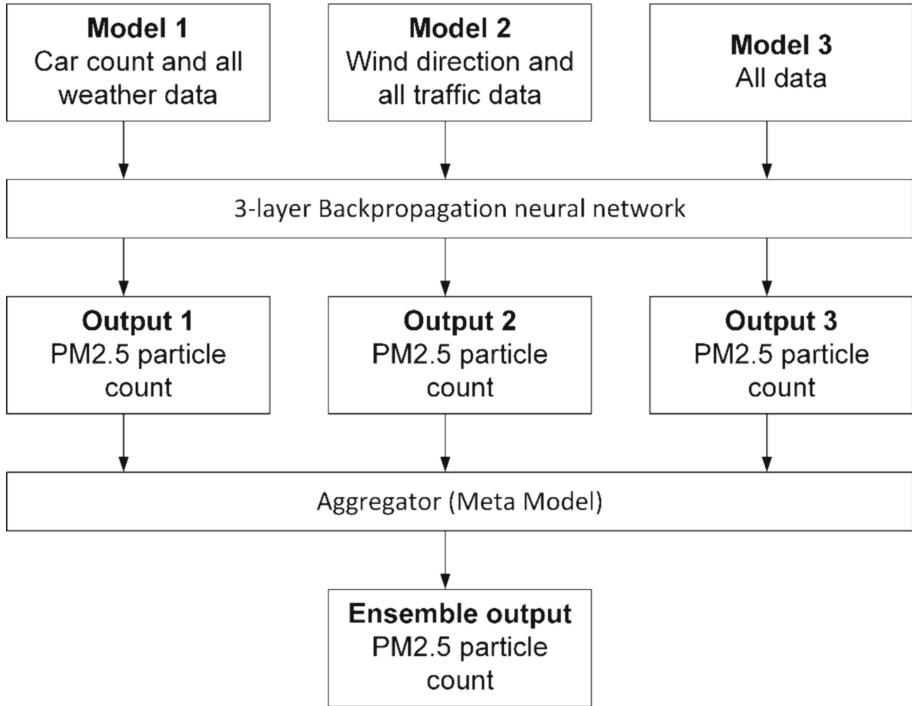 Model 1
Car count and all
weather data
Model 2
Wind direction and
all traffic data
Model 3
All data
3-layer Backpropagation neural network
Output 1
PM2.5 particle
count
Output 2
PM2.5 particle
count
Output 3
PM2.5 particle
count
Aggregator (Meta Model)
Ensemble output
PM2.5 particle
count